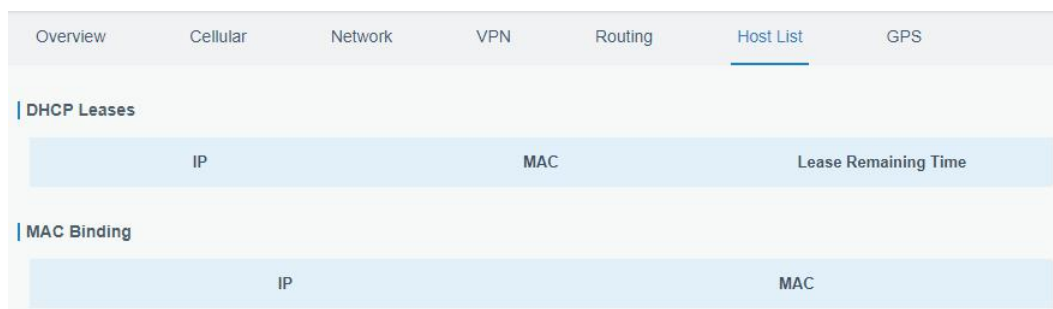 Overview Cellular Network VPN Routing Host List GPS
DHCP Leases
IP MAC Lease Remaining Time
MAC Binding
IP MAC